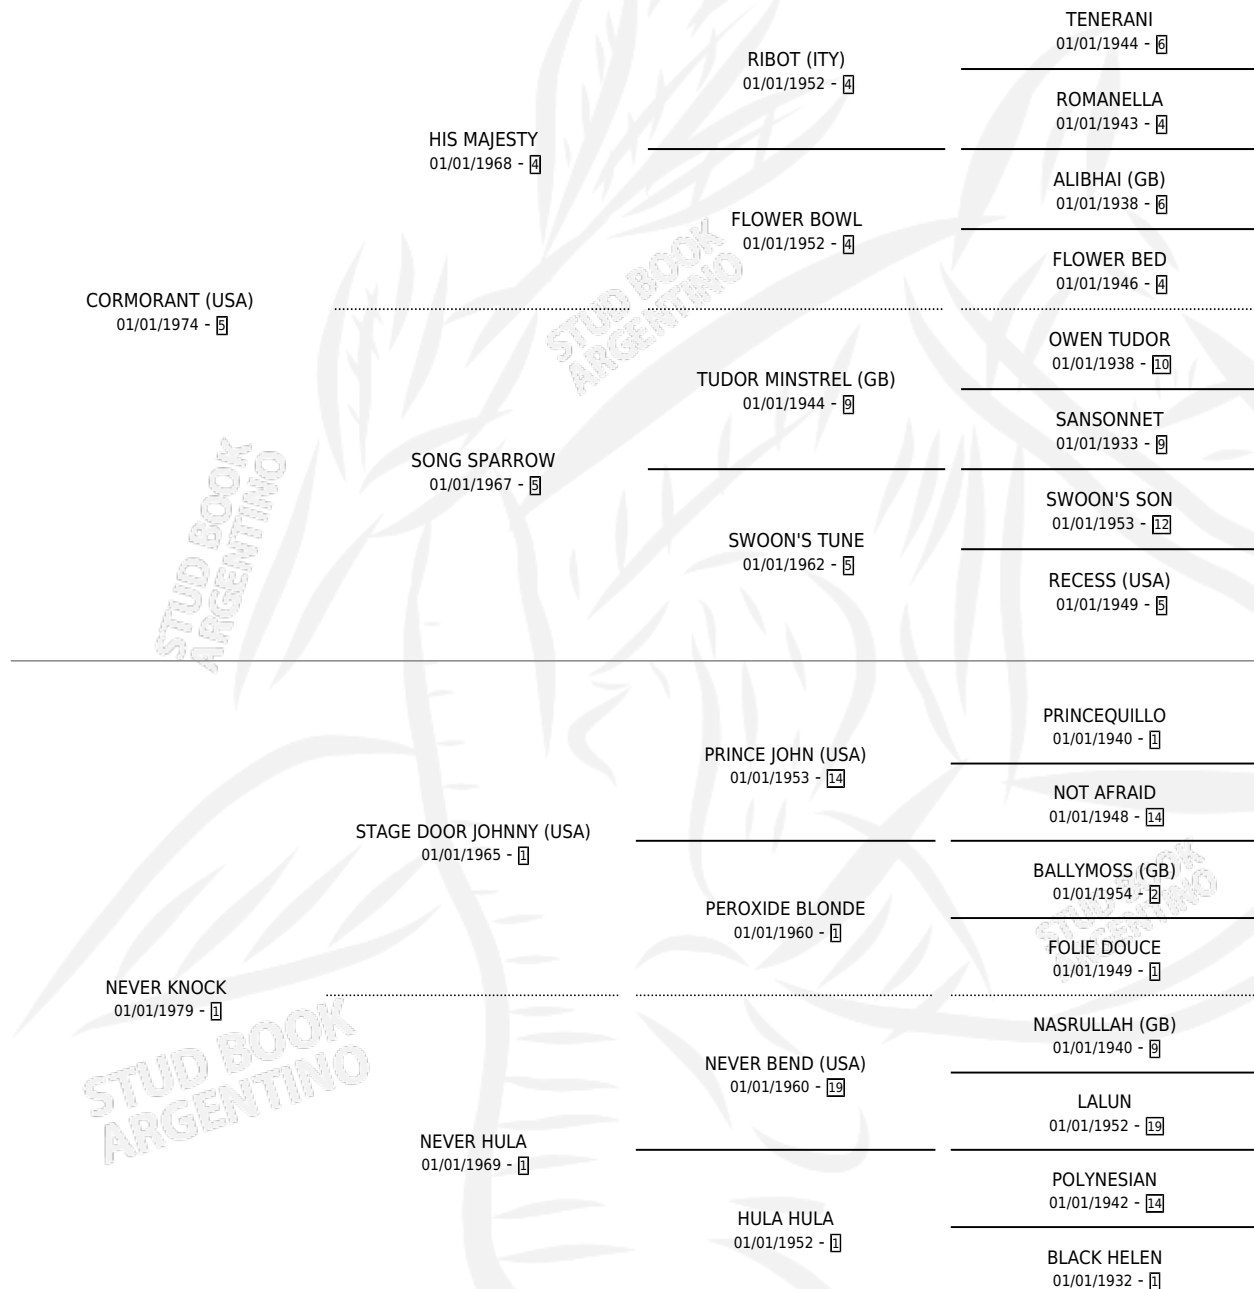 TENERANI
01/01/1944 - 6
RIBOT (ITY)
01/01/1952 - 4
ROMANELLA
01/01/1943 - 4
HIS MAJESTY
01/01/1968 - 4
ALIBHAI (GB)
01/01/1938 - 6
FLOWER BOWL
01/01/1952 - 4
FLOWER BED
01/01/1946 - 4
CORMORANT (USA)
01/01/1974 - 5
OWEN TUDOR
01/01/1938 - 10
TUDOR MINSTREL (GB)
01/01/1944 - 9
SANSONNET
01/01/1933 - 9
SONG SPARROW
01/01/1967 - 5
SWOON'S SON
01/01/1953 - 12
SWOON'S TUNE
01/01/1962 - 5
RECESS (USA)
01/01/1949 - 5
PRINCEQUILLO
01/01/1940 - 1
PRINCE JOHN (USA)
01/01/1953 - 14
NOT AFRAID
01/01/1948 - 14
STAGE DOOR JOHNNY (USA)
01/01/1965 - 1
BALLYMOSS (GB)
01/01/1954 - 2
PEROXIDE BLONDE
01/01/1960 - 1
FOLIE DOUCE
01/01/1949 - 1
NEVER KNOCK
01/01/1979 - 1
NASRULLAH (GB)
01/01/1940 - 9
NEVER BEND (USA)
01/01/1960 - 19
LALUN
01/01/1952 - 19
NEVER HULA
01/01/1969 - 1
POLYNESIAN
01/01/1942 - 14
HULA HULA
01/01/1952 - 1
BLACK HELEN
01/01/1932 - 1
STUD BOOK
ARGENTINO
STUD BOOK
ARGENTINO
STUD BOOK
ARGENTINO
STUD BOOK
ARGENTINO